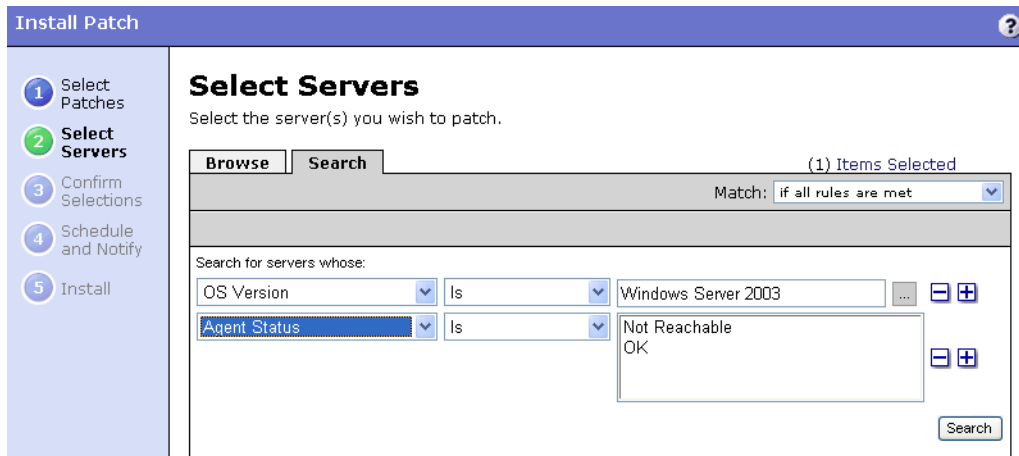 Install Patch
?
1 Select
Patches
2 Select
Servers
3 Confirm
Selections
4 Schedule
and Notify
5 Install
Select Servers
Select the server(s) you wish to patch.
Browse Search (1) Items Selected
Match: if all rules are met
Search for servers whose:
OS Version Is Windows Server 2003 ...
Agent Status Is Not Reachable
OK
Search